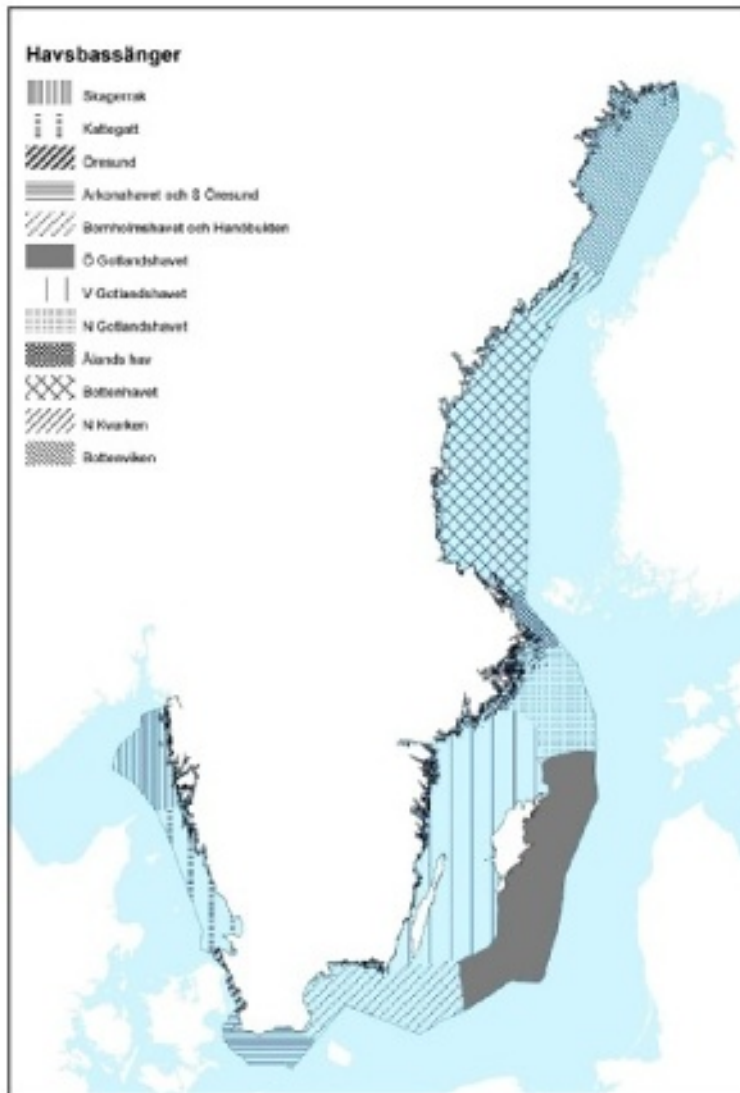 Havsbassänger
Skagerrak
Kattegatt
Öresund
Arkonahavet och S Öresund
Bornholmshavet och Hanöbukten
Ö Gotlandshavet
V Gotlandshavet
N Gotlandshavet
Ålands hav
Bottenhavet
N Kvarken
Bottenviken